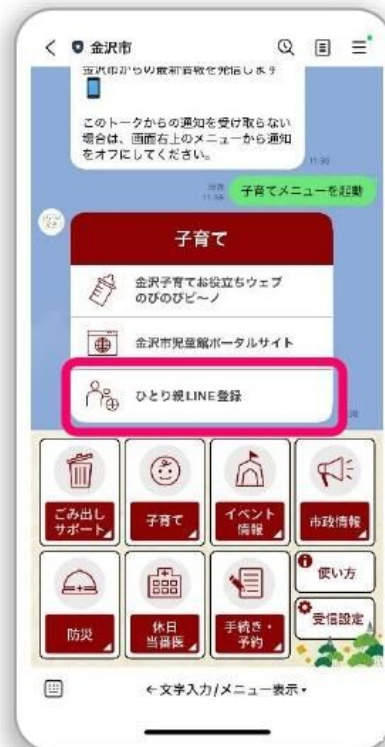 金沢市
金沢市からの最新情報を発信します
このトークからの通知を受け取らない
場合は、画面右上のメニューから通知
をオフにしてください。
11:38
既読
11:38
子育てメニューを起動
子育て
金沢子育てお役立ちウェブ
のびのびビ〜ノ
金沢市児童館ポータルサイト
ひとり親LINE登録
ごみ出し
サポート
子育て
イベント
情報
市政情報
防災
休日
当番医
手続き・
予約
使い方
受信設定
←文字入力/メニュー表示▾